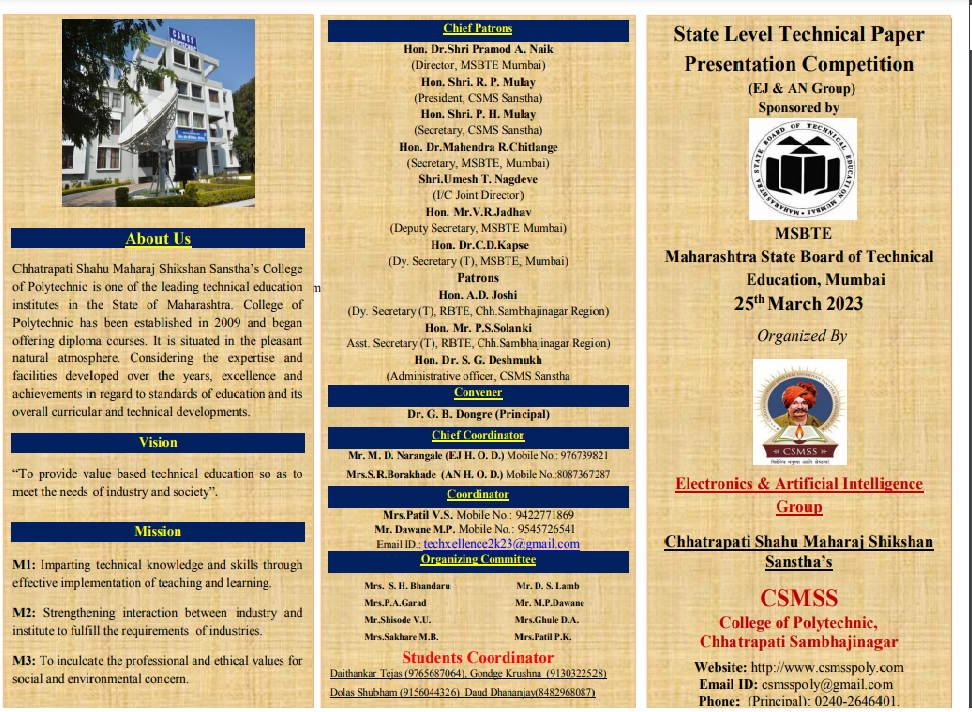 CSMSS
POLYTECHNIC
About Us
Chhatrapati Shahu Maharaj Shikshan Sanstha's College
of Polytechnic is one of the leading technical education
institutes in the State of Maharastra. College of
Polytechnic has been established in 2009 and began
offering diploma courses. It is situated in the pleasant
natural atmosphere. Considering the expertise and
facilities developed over the years, excellence and
achievements in regard to standards of education and its
overall curricular and technical developments.
Vision
“To provide value based technical education so as to
meet the needs of industry and society”.
Mission
M1: Imparting technical knowledge and skills through
effective implementation of teaching and learning.
M2: Strengthening interaction between industry and
institute to fulfill the requirements of industries.
M3: To inculcate the professional and ethical values for
social and environmental concern.
m
Chief Patrons
Hon. Dr.Shri Pramod A. Naik
(Director, MSBTE Mumbai)
Hon. Shri. R. P. Mulay
(President, CSMS Sanstha)
Hon. Shri. P. H. Mulay
(Secretary, CSMS Sanstha)
Hon. Dr.Mahendra R.Chitlange
(Secretary, MSBTE, Mumbai)
Shri.Umesh T. Nagdeve
(I/C Joint Director)
Hon. Mr.V.R.Jadhav
(Deputy Secretary, MSBTE Mumbai)
Hon. Dr.C.D.Kapse
(Dy. Secretary (T), MSBTE, Mumbai)
Patrons
Hon. A.D. Joshi
(Dy. Secretary (T), RBTE, Chh.Sambhajinagar Region)
Hon. Mr. P.S.Solanki
Asst. Secretary (T), RBTE, Chh.Sambhajinagar Region)
Hon. Dr. S. G. Deshmukh
(Administrative officer, CSMS Sanstha
Convener
Dr. G. B. Dongre (Principal)
Chief Coordinator
Mr. M. D. Narangale (EJ H. O. D.) Mobile No.: 976739821
Mrs.S.R.Borakhade (AN H. O. D.) Mobile No.:8087367287
Coordinator
Mrs.Patil V.S. Mobile No.: 9422771869
Mr. Dawane M.P. Mobile No.: 9545726541
Email ID.: techx.ellence2k23@gmail.com
Organizing Committee
Mrs. S. H. Bhandaru Mr. D. S. Lamb
Mrs.P.A.Garad Mr. M.P.Dawane
Mr.Shisode V.U. Mrs.Ghule D.A.
Mrs.Sakhare M.B. Mrs.Patil P.K.
Students Coordinator
Daithankar Tejas (9765687064), Gondge Krushna (9130322528)
Dolas Shubham (9156044326) Daud Dhananjay(8482968087)
State Level Technical Paper
Presentation Competition
(EJ & AN Group)
Sponsored by
MAHARASHTRA STATE BOARD OF TECHNICAL EDUCATION MUMBAI
MSBTE
Maharashtra State Board of Technical
Education, Mumbai
25th March 2023
Organized By
CSMSS
Electronics & Artificial Intelligence
Group
Chhatrapati Shahu Maharaj Shikshan
Sanstha's
CSMSS
College of Polytechnic,
Chhatrapati Sambhajinagar
Website: http://www.csmsspoly.com
Email ID: csmsspoly@gmail.com
Phone: (Principal): 0240-2646401.